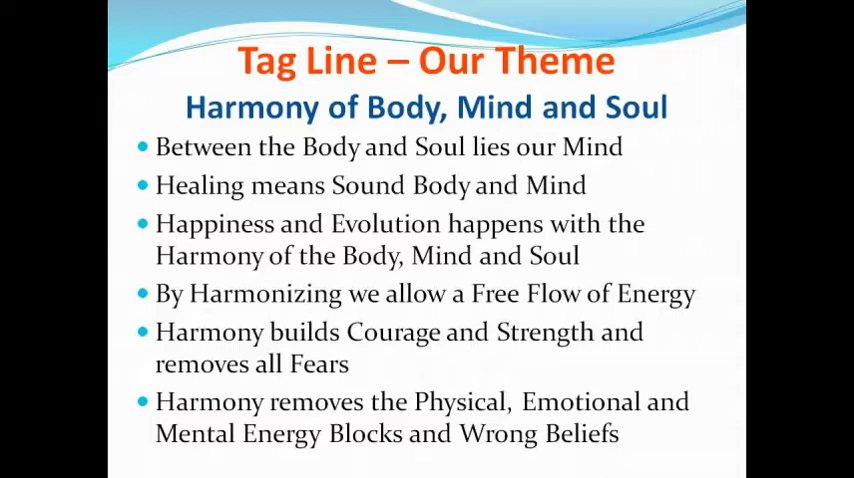 Tag Line – Our Theme
Harmony of Body, Mind and Soul
• Between the Body and Soul lies our Mind
• Healing means Sound Body and Mind
• Happiness and Evolution happens with the
Harmony of the Body, Mind and Soul
• By Harmonizing we allow a Free Flow of Energy
• Harmony builds Courage and Strength and
removes all Fears
• Harmony removes the Physical, Emotional and
Mental Energy Blocks and Wrong Beliefs